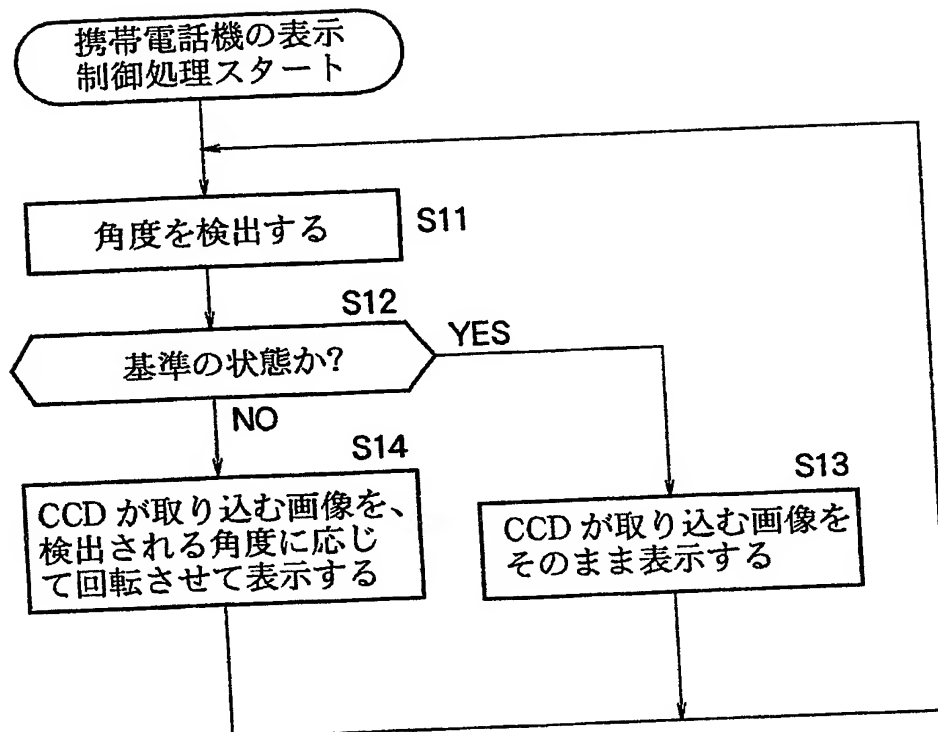 携帯電話機の表示
制御処理スタート
角度を検出する
S11
S12
基準の状態か?
YES
NO
S14
CCD が取り込む画像を、
検出される角度に応じ
て回転させて表示する
S13
CCD が取り込む画像を
そのまま表示する